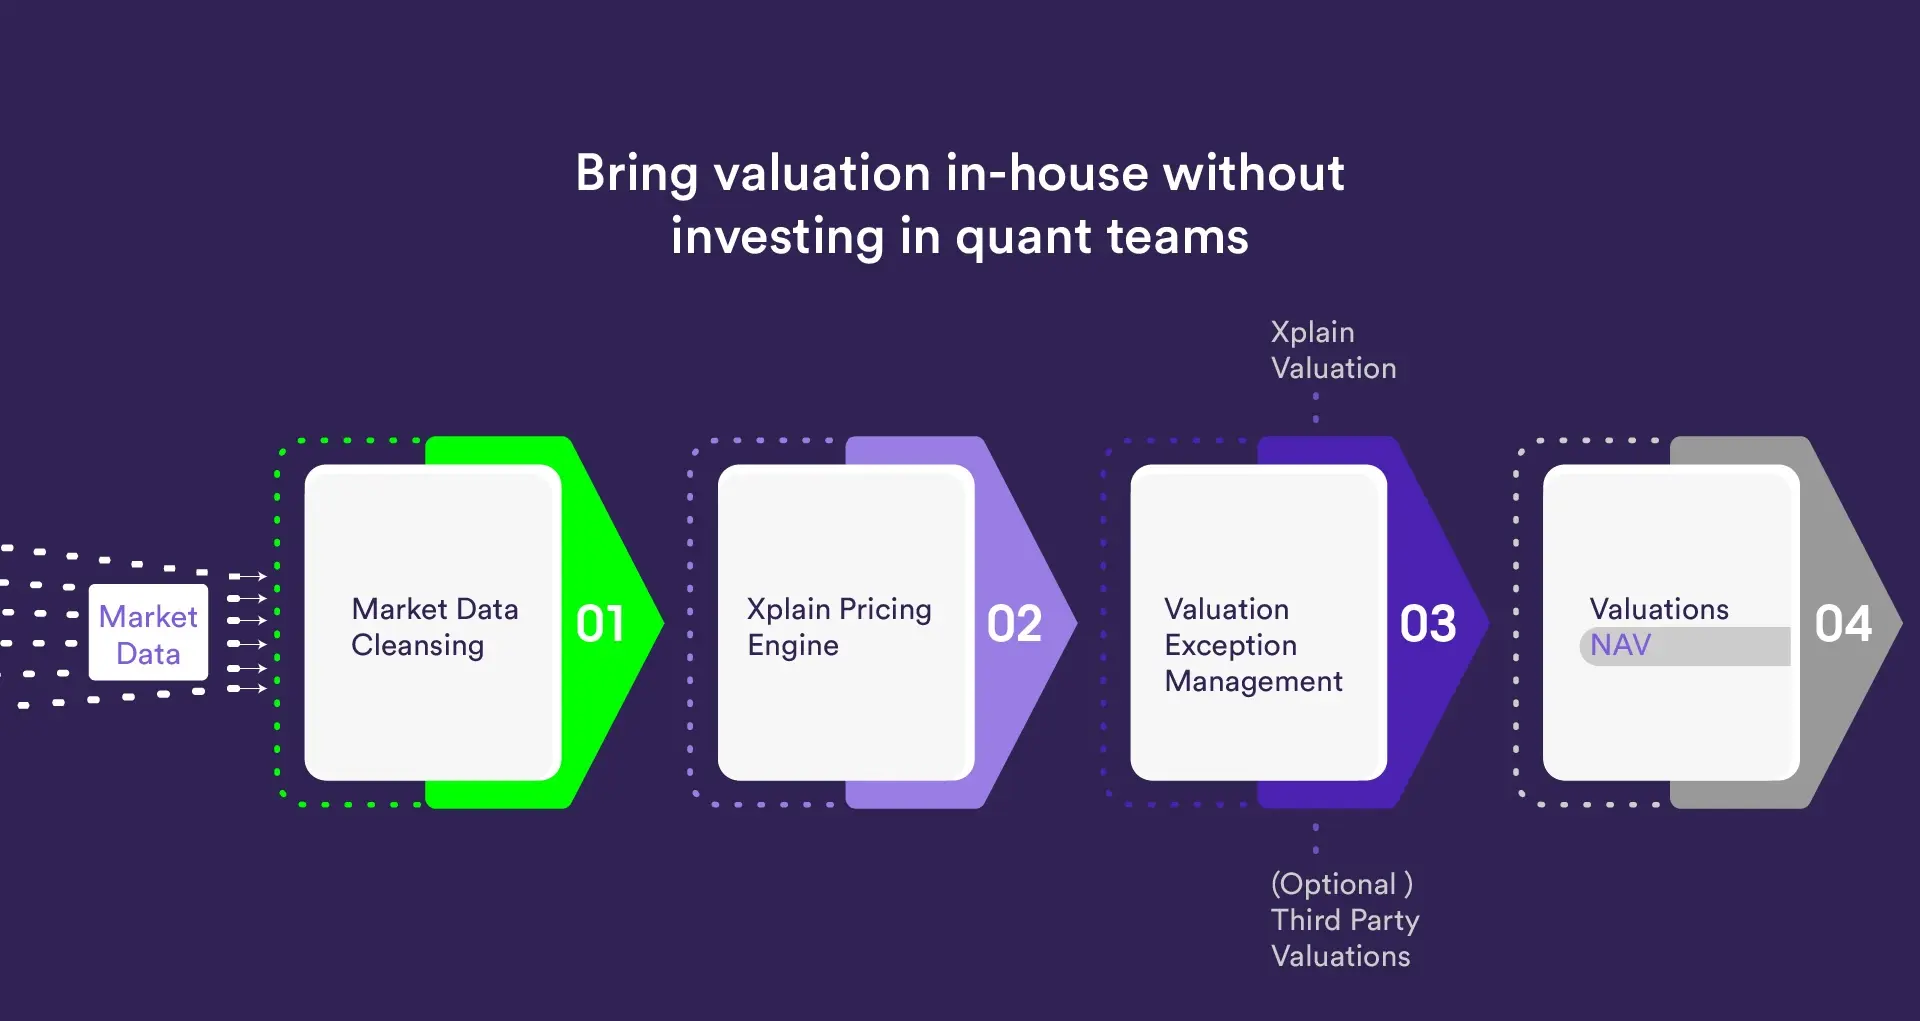 Bring valuation in-house without
investing in quant teams
Xplain
Valuation
Market
Data
Market Data
Cleansing
01
Xplain Pricing
Engine
02
Valuation
Exception
Management
03
Valuations
NAV
04
(Optional )
Third Party
Valuations